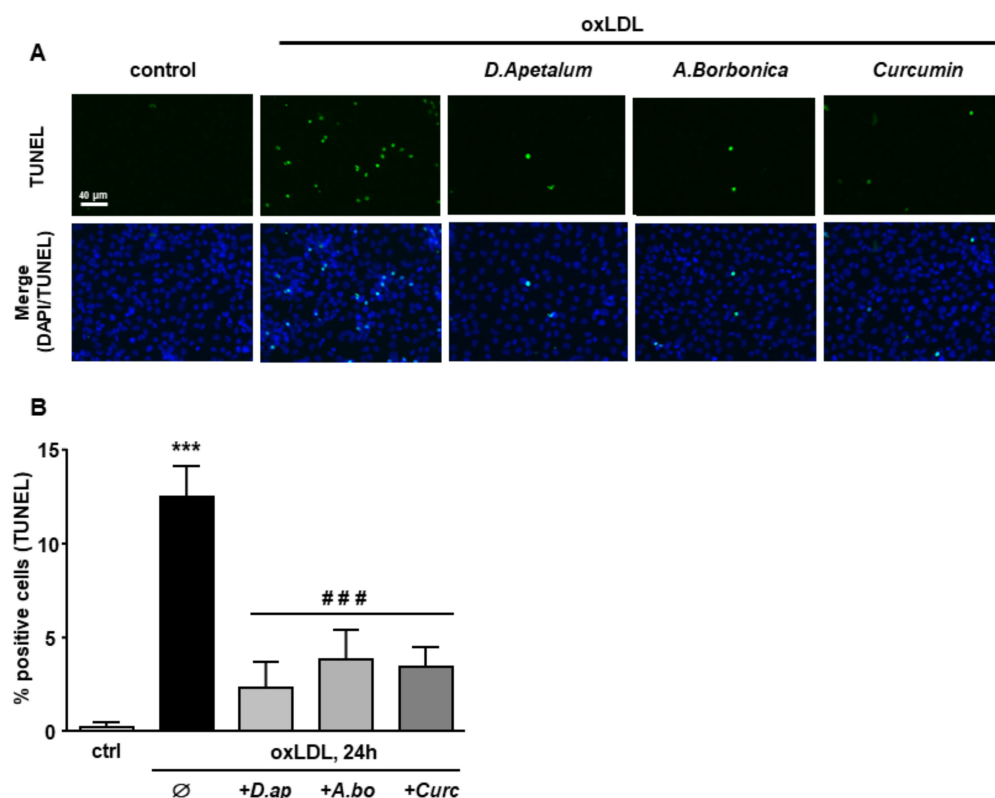 oxLDL
A
control
D.Apetalum
A.Borbonica
Curcumin
TUNEL
40 µm
Merge
(DAPI/TUNEL)
B
% positive cells (TUNEL)
15
10
5
0
***
# # #
ctrl
oxLDL, 24h
∅
+D.ap
+A.bo
+Curc